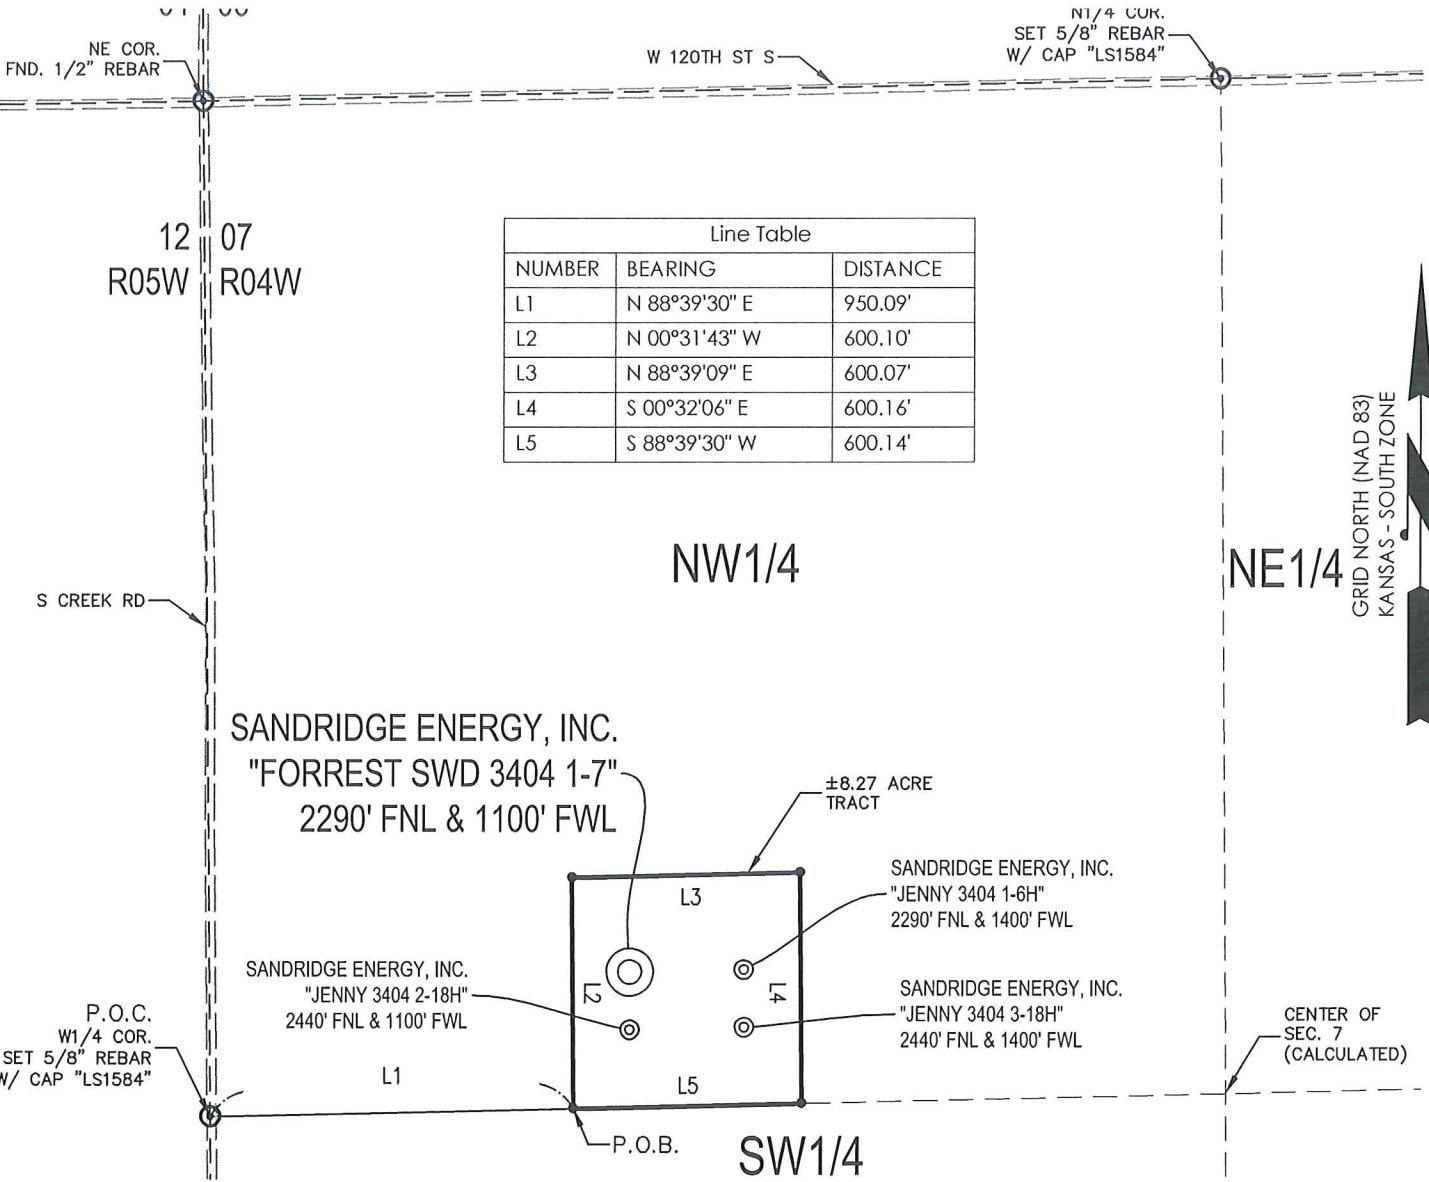 NE COR.
FND. 1/2" REBAR
W 120TH ST S
N1/4 COR.
SET 5/8" REBAR
W/ CAP "LS1584"
12 07
R05W R04W
Line Table
NUMBER BEARING DISTANCE
L1 N 88°39'30" E 950.09'
L2 N 00°31'43" W 600.10'
L3 N 88°39'09" E 600.07'
L4 S 00°32'06" E 600.16'
L5 S 88°39'30" W 600.14'
GRID NORTH (NAD 83)
KANSAS - SOUTH ZONE
NW1/4
NE1/4
S CREEK RD
SANDRIDGE ENERGY, INC.
"FORREST SWD 3404 1-7"
2290' FNL & 1100' FWL
±8.27 ACRE
TRACT
L3
SANDRIDGE ENERGY, INC.
"JENNY 3404 1-6H"
2290' FNL & 1400' FWL
SANDRIDGE ENERGY, INC.
"JENNY 3404 2-18H"
2440' FNL & 1100' FWL
L2
L4
SANDRIDGE ENERGY, INC.
"JENNY 3404 3-18H"
2440' FNL & 1400' FWL
P.O.C.
W1/4 COR.
SET 5/8" REBAR
W/ CAP "LS1584"
L1
L5
CENTER OF
SEC. 7
(CALCULATED)
P.O.B.
SW1/4